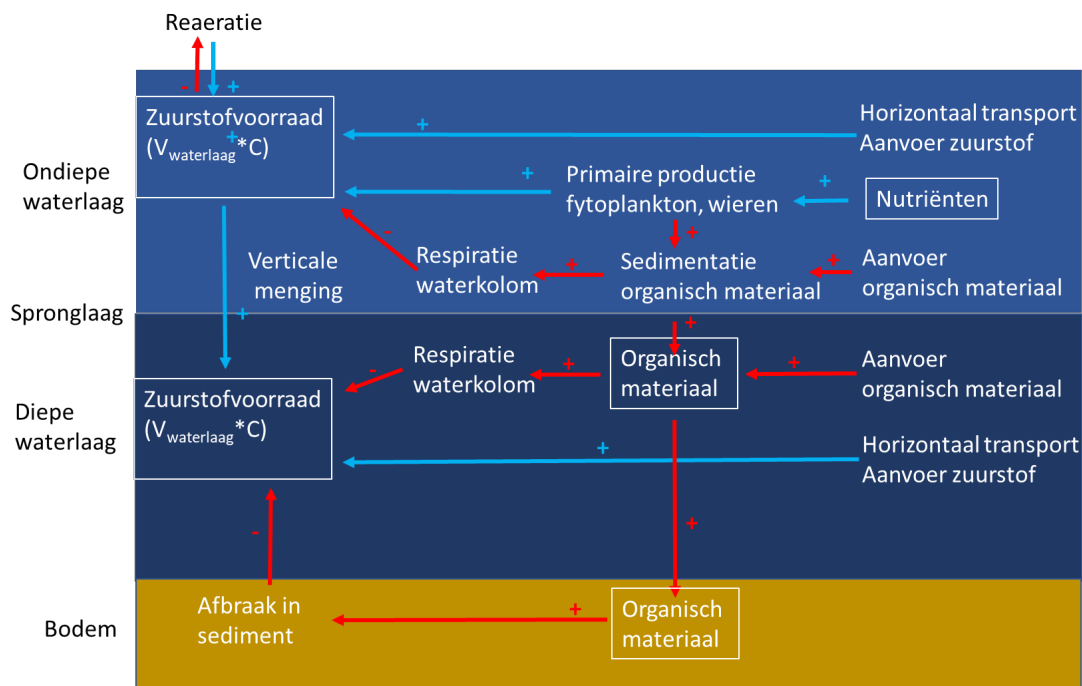 Reaeratie
-
+
Zuurstofvoorraad
(Vwaterlaag*C)
+
+
Horizontaal transport
Aanvoer zuurstof
Ondiepe
waterlaag
+
Primaire productie
fytoplankton, wieren
+
Nutriënten
-
+
Verticale
menging
Respiratie
waterkolom
+
Sedimentatie
organisch materiaal
+
Aanvoer
organisch materiaal
Spronglaag
+
+
Diepe
waterlaag
Zuurstofvoorraad
(Vwaterlaag*C)
-
Respiratie
waterkolom
+
Organisch
materiaal
+
Aanvoer
organisch materiaal
+
Horizontaal transport
Aanvoer zuurstof
-
+
Bodem
Afbraak in
sediment
+
Organisch
materiaal